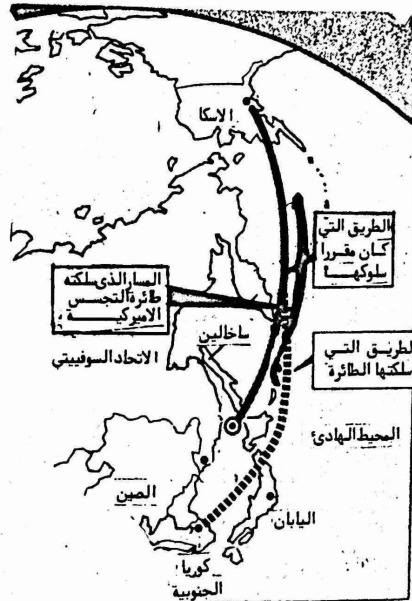 الاسكا
الطريق التي
كان مقررا
سلوكها
المسار الذي سلكته
طائرة التجسس
الاميركية
ساخالين
الاتحاد السوفييتي
الطريق التي
سلكتها الطائرة
المحيط الهادئ
الصين
اليابان
كوريا
الجنوبية